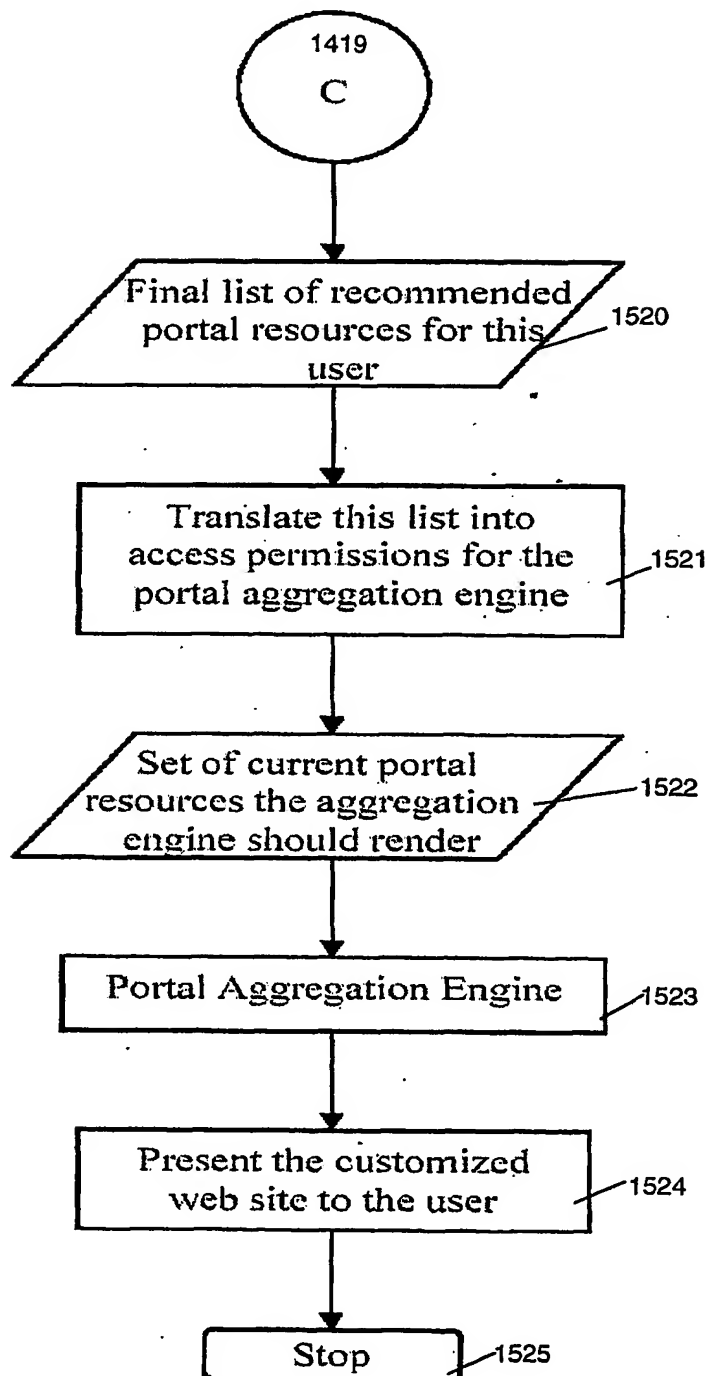 1419
C
Final list of recommended
portal resources for this
user
1520
Translate this list into
access permissions for the
portal aggregation engine
1521
Set of current portal
resources the aggregation
engine should render
1522
Portal Aggregation Engine
1523
Present the customized
web site to the user
1524
Stop
1525